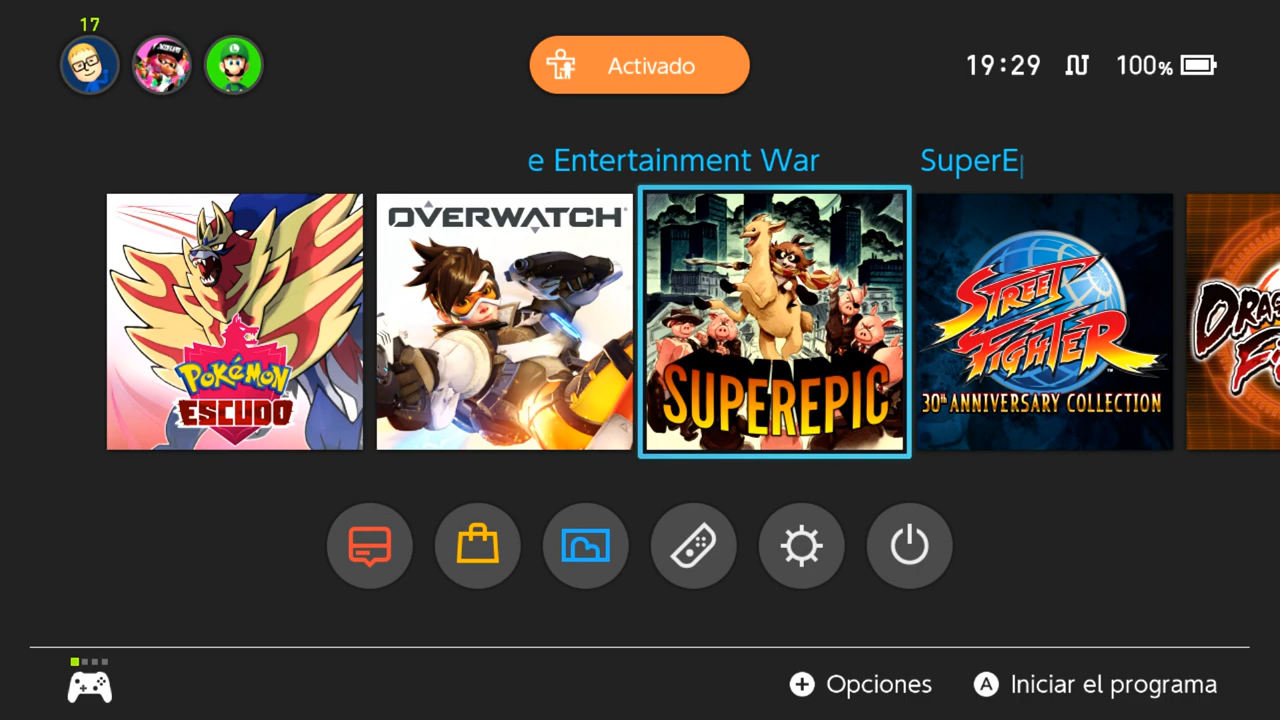 17
Activado
19:29
100%
e Entertainment War SuperE
POKÉMON
ESCUDO
OVERWATCH
SUPEREPIC
STREET
FIGHTER
30th ANNIVERSARY COLLECTION
+ Opciones
A Iniciar el programa